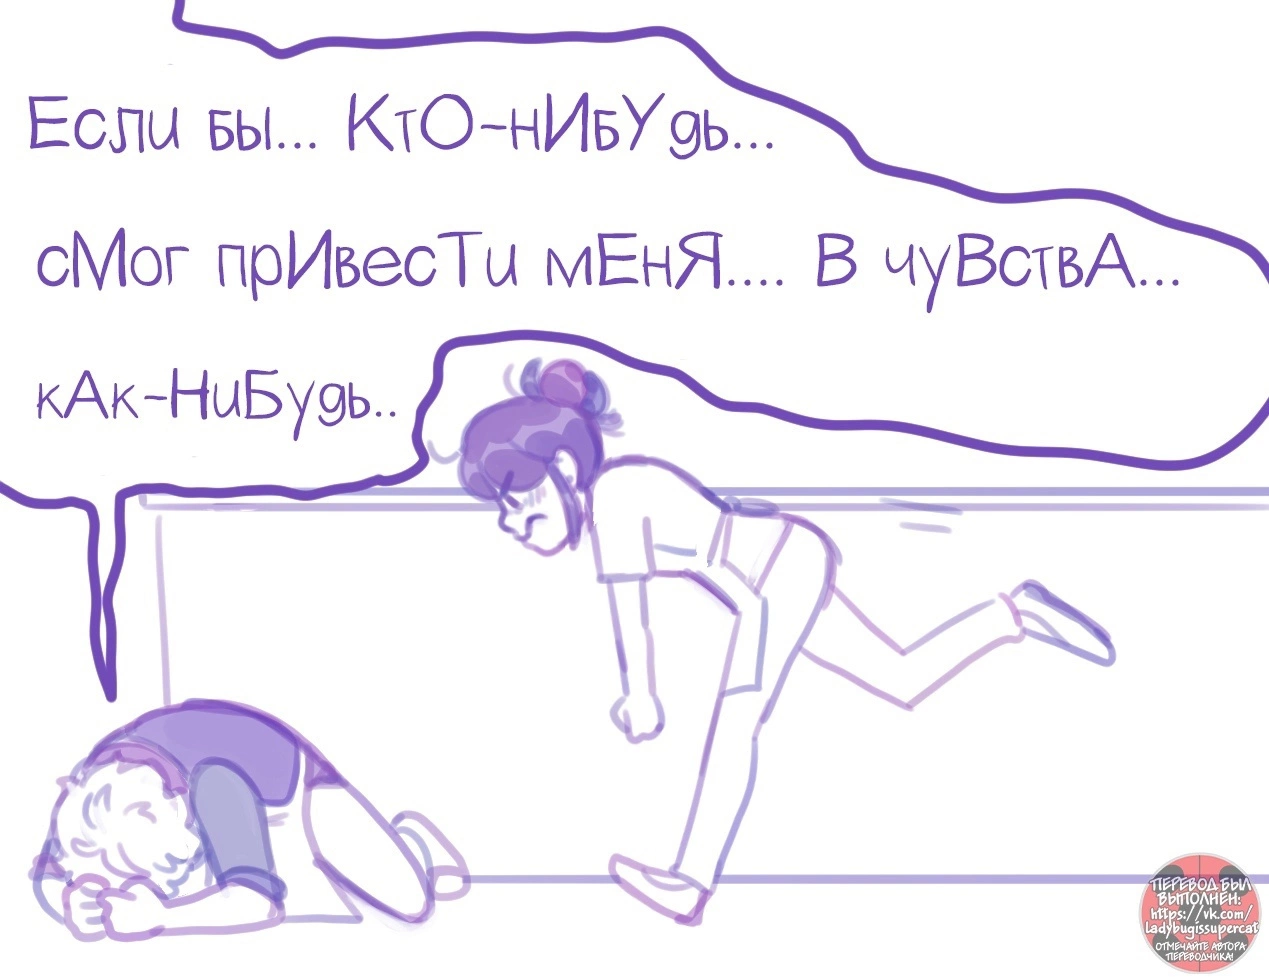 Если бы... КтО-нИбУдь...
сМог прИвесТи мЕнЯ.... В чуВствА...
кАк-НиБудь..
ПЕРЕВОД БЫЛ
ВЫПОЛНЕН:
https://vk.com/
ladybugissupercat
ОТМЕЧАЙТЕ АВТОРА
ПЕРЕВОДЧИКА!